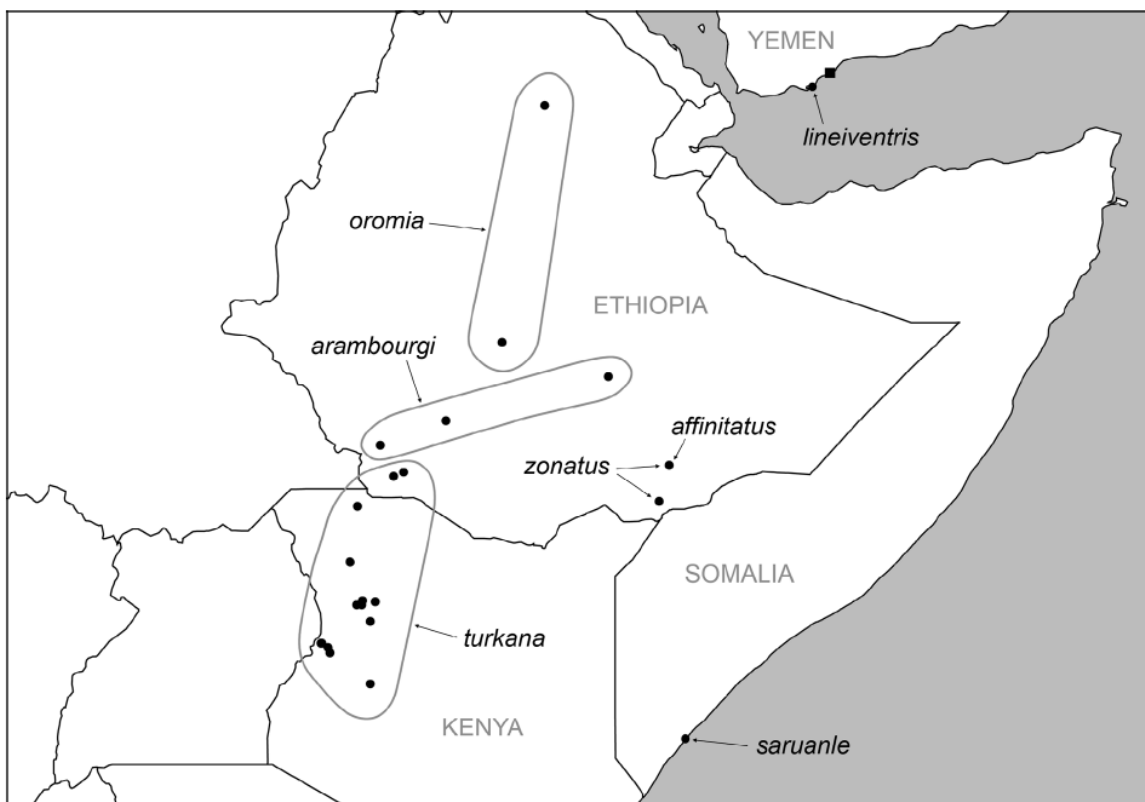 YEMEN
lineiventris
oromia
ETHIOPIA
arambourgi
affinitatus
zonatus
SOMALIA
turkana
KENYA
saruanle